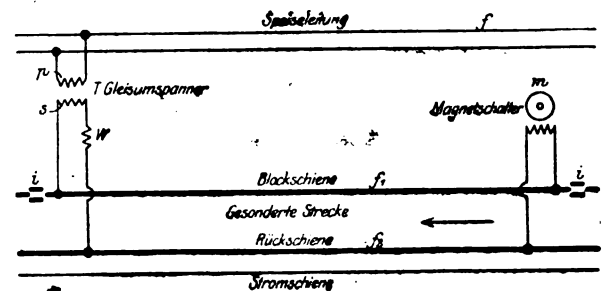 Speiseleitung f
p
T Gleisumspanner
s
W
m
Magnetschalter
i
Blockschiene f₁
i
Gesonderte Strecke
Rückschiene f₂
Stromschiene